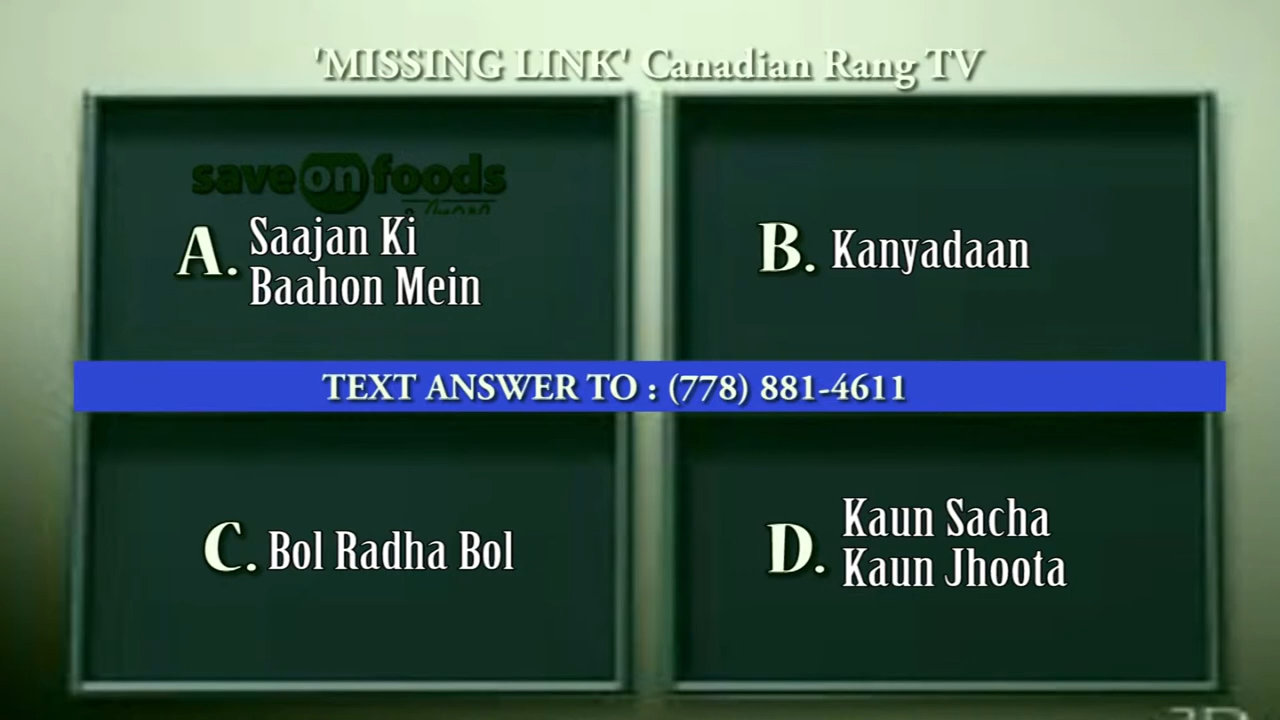 'MISSING LINK' Canadian Rang TV
save on foods
A. Saajan Ki
Baahon Mein
B. Kanyadaan
TEXT ANSWER TO : (778) 881-4611
C. Bol Radha Bol
D. Kaun Sacha
Kaun Jhoota